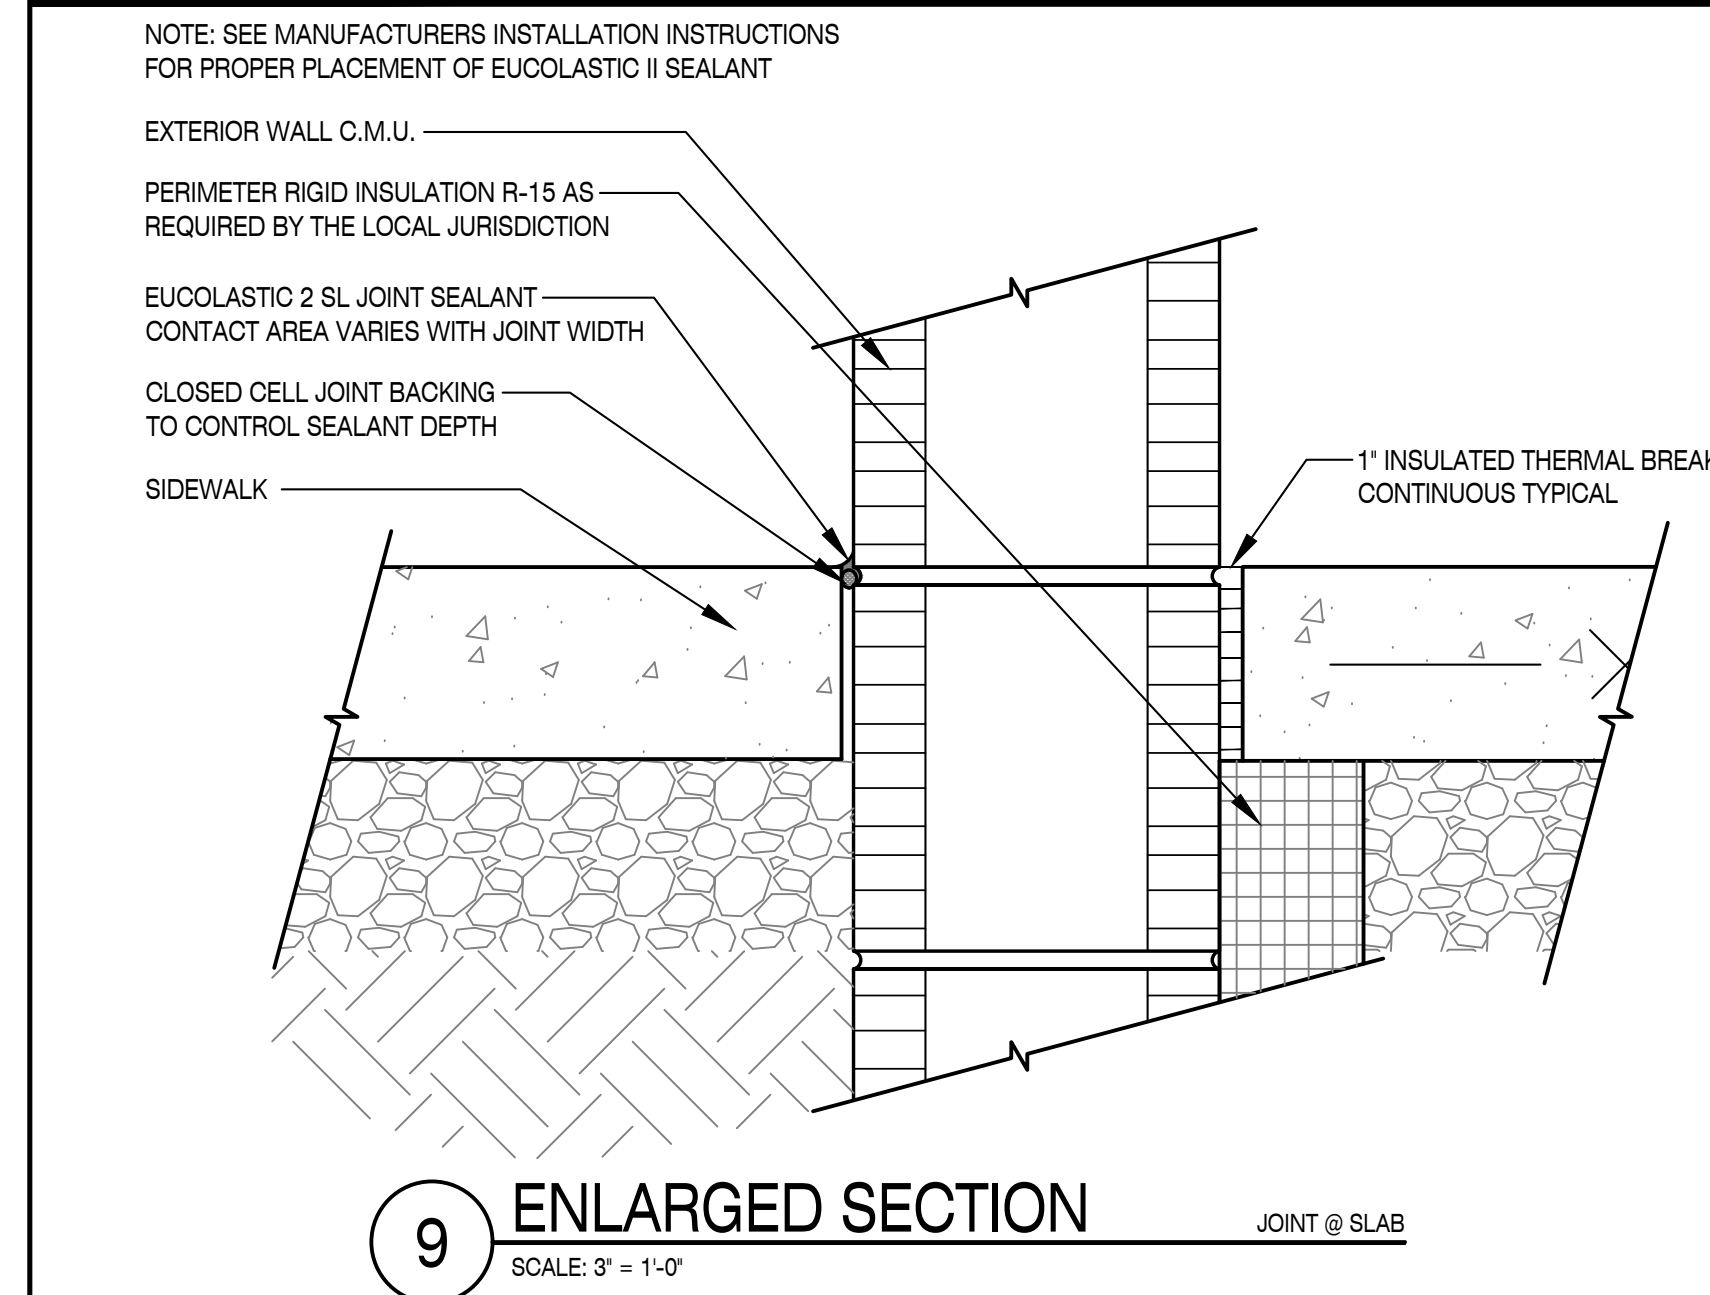 NOTE: SEE MANUFACTURERS INSTALLATION INSTRUCTIONS
FOR PROPER PLACEMENT OF EUCOLASTIC II SEALANT
EXTERIOR WALL C.M.U.
PERIMETER RIGID INSULATION R-15 AS
REQUIRED BY THE LOCAL JURISDICTION
EUCOLASTIC 2 SL JOINT SEALANT
CONTACT AREA VARIES WITH JOINT WIDTH
CLOSED CELL JOINT BACKING
TO CONTROL SEALANT DEPTH
SIDEWALK
1" INSULATED THERMAL BREAK
CONTINUOUS TYPICAL
9
ENLARGED SECTION
JOINT @ SLAB
SCALE: 3" = 1'-0"